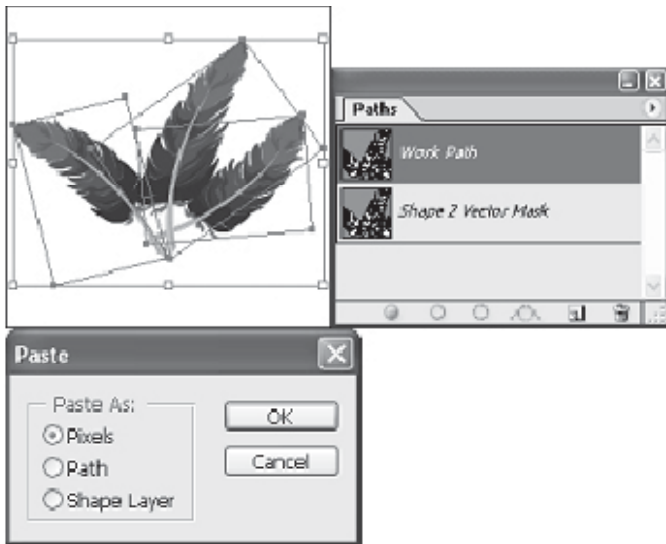 Paths
Work Path
Shape 2 Vector Mask
Paste
Paste As:
Pixels
Path
Shape Layer
OK
Cancel